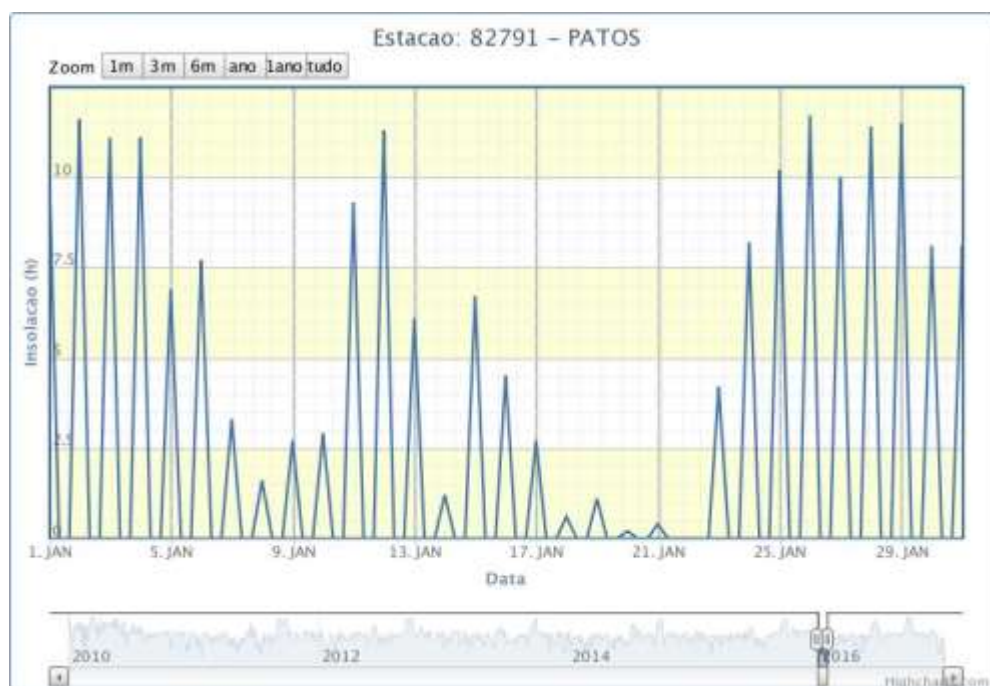 Estacao: 82791 – PATOS
Zoom 1m 3m 6m ano 1ano tudo
10
7.5
5
2.5
0
Insolacao (h)
1. JAN 5. JAN 9. JAN 13. JAN 17. JAN 21. JAN 25. JAN 29. JAN
Data
2010 2012 2014 2016
Highcharts.com